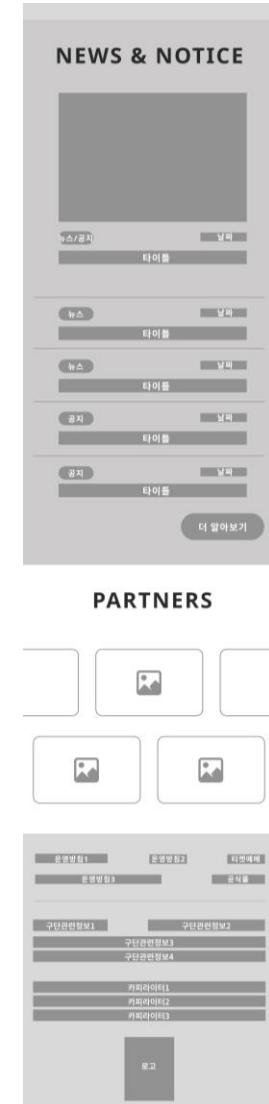 NEWS & NOTICE
뉴스/공지 날짜
타이틀
뉴스 날짜
타이틀
뉴스 날짜
타이틀
공지 날짜
타이틀
공지 날짜
타이틀
더 알아보기
PARTNERS
운영방침1 운영방침2 티켓예매
운영방침3 공식몰
구단관련정보1 구단관련정보2
구단관련정보3
구단관련정보4
카피라이터1
카피라이터2
카피라이터3
로고